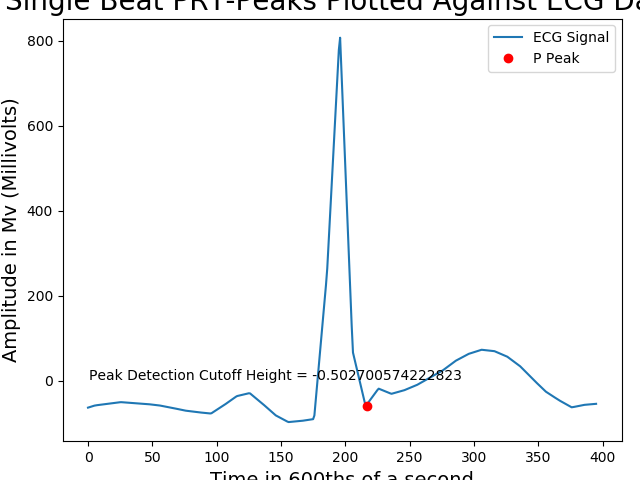 Single Beat PRT-Peaks Plotted Against ECG Da
ECG Signal
P Peak
Amplitude in Mv (Millivolts)
800
600
400
200
0
Peak Detection Cutoff Height = -0.502700574222823
0 50 100 150 200 250 300 350 400
Time in 600ths of a second